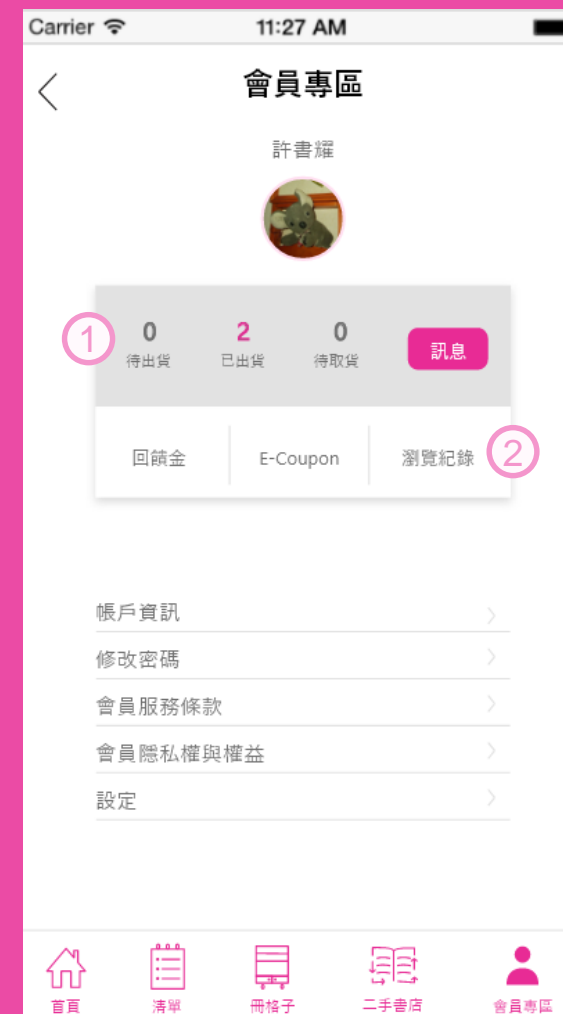 Carrier 11:27 AM
會員專區
許書耀
1 0 2 0 訊息
待出貨 已出貨 待取貨
回饋金 E-Coupon 瀏覽紀錄 2
帳戶資訊
修改密碼
會員服務條款
會員隱私權與權益
設定
首頁 清單 冊格子 二手書店 會員專區